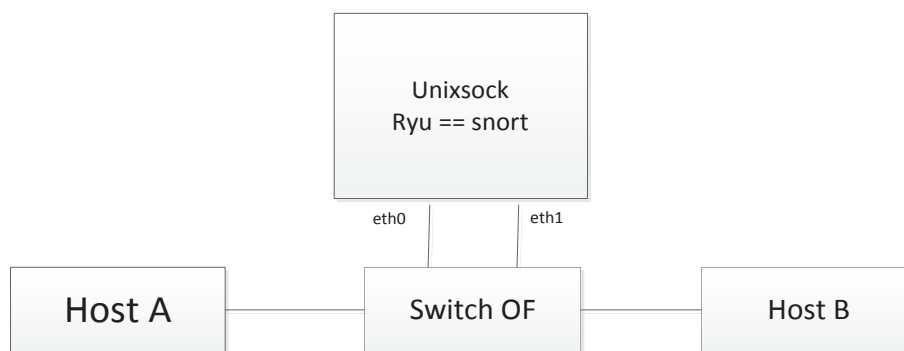 Unixsock
Ryu == snort
eth0
eth1
Host A
Switch OF
Host B